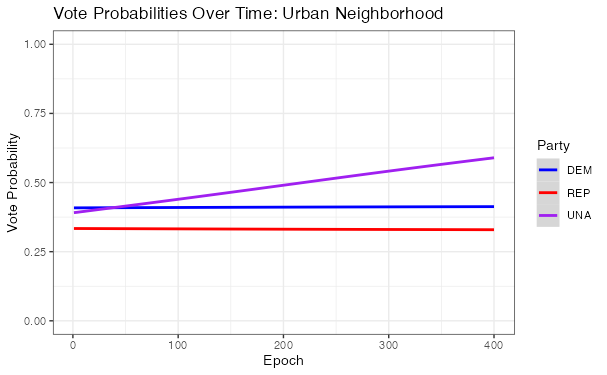 Vote Probabilities Over Time: Urban Neighborhood
Vote Probability
1.00
0.75
0.50
0.25
0.00
0
100
200
300
400
Epoch
Party
DEM
REP
UNA